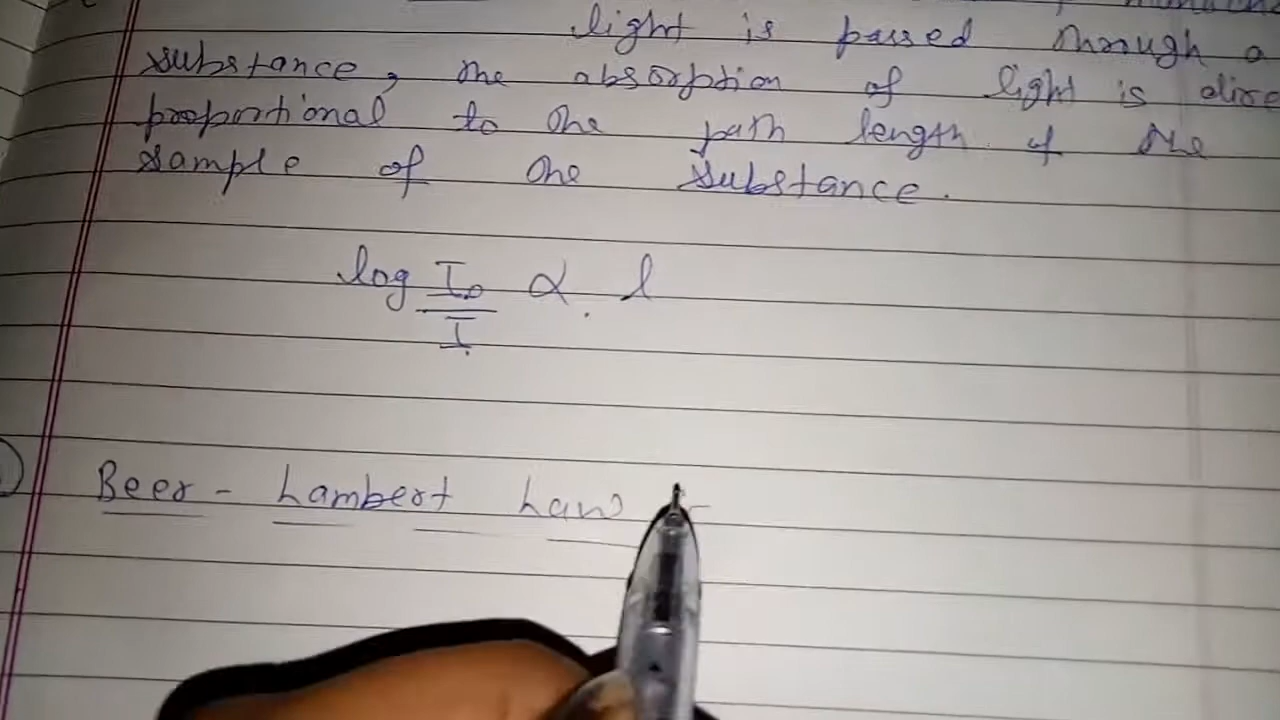 light is passed through a
substance, the absorption of light is dire
proportional to the path length of the
sample of the substance.
log I₀ α l
I
Beer - Lambert Law